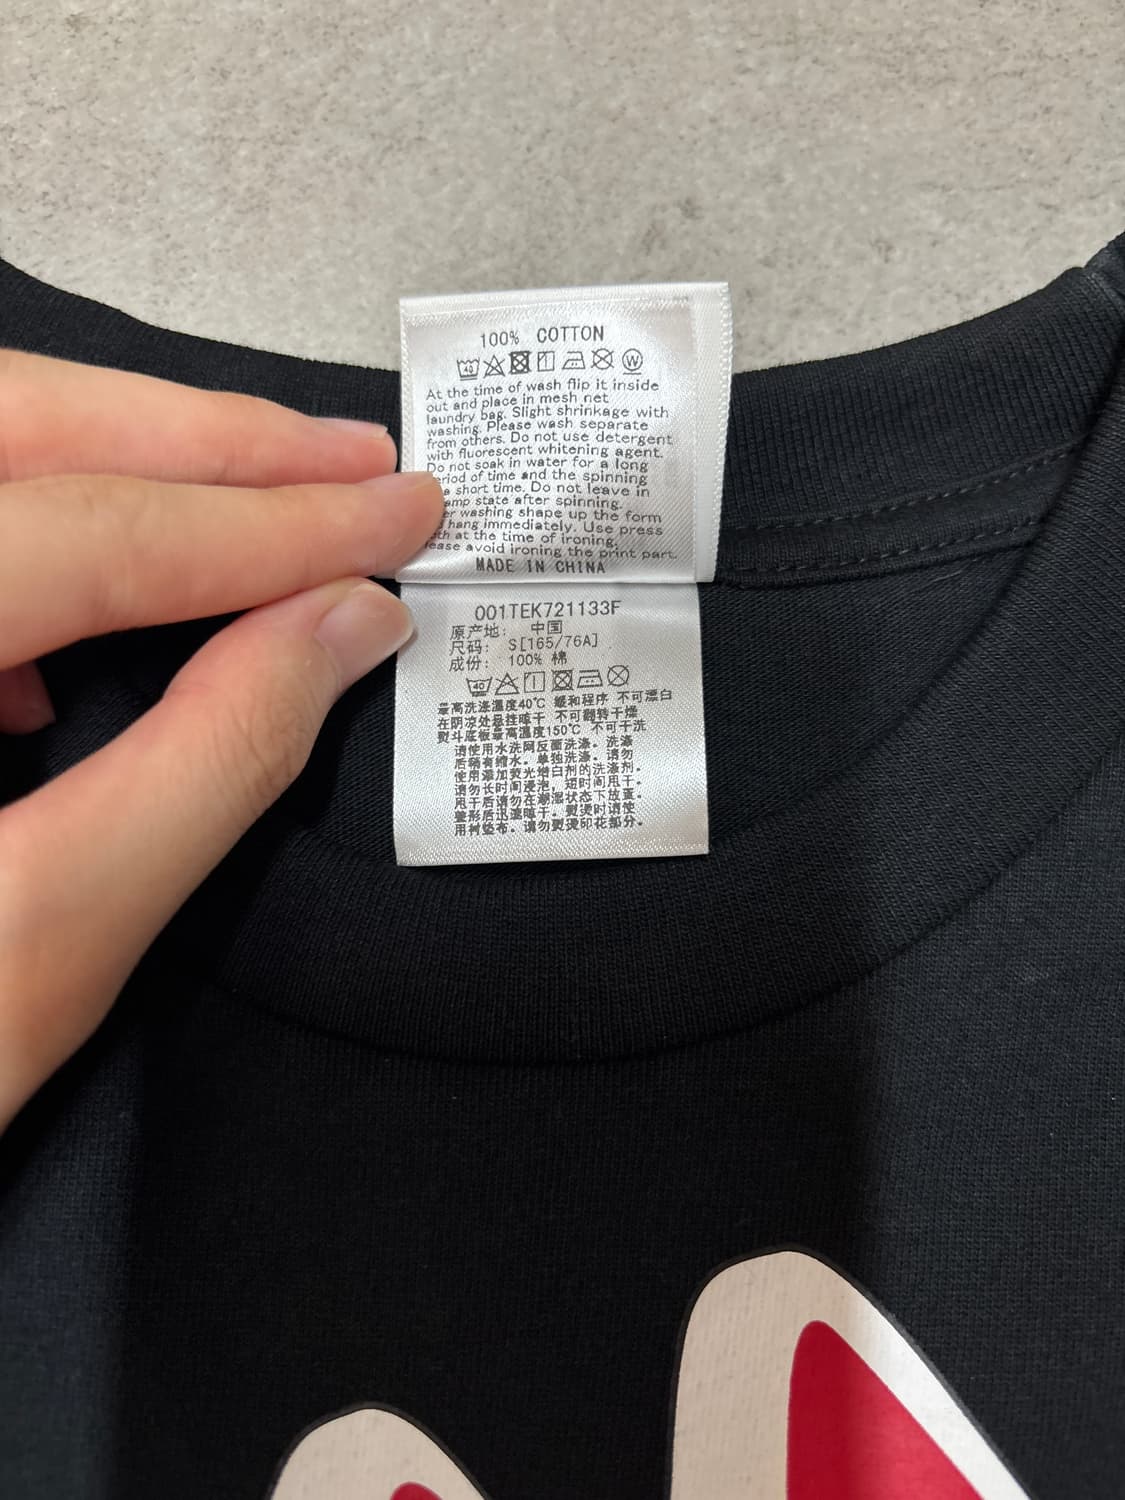 100% COTTON
40 W
At the time of wash flip it inside
out and place in mesh net
laundry bag. Slight shrinkage with
washing. Please wash separate
from others. Do not use detergent
with fluorescent whitening agent.
Do not soak in water for a long
eriod of time and the spinning
a short time. Do not leave in
amp state after spinning.
er washing shape up the form
hang immediately. Use press
oth at the time of ironing,
ease avoid ironing the print part.
MADE IN CHINA
001TEK721133F
原产地: 中国
尺码: S[165/76A]
成份: 100% 棉
40
最高洗涤温度40℃ 缓和程序 不可漂白
在阴凉处悬挂晾干 不可翻转干燥
熨斗底板最高温度150℃ 不可干洗
请使用水洗网反面洗涤。洗涤
后稍有缩水。单独洗涤。请勿
使用添加荧光增白剂的洗涤剂。
请勿长时间浸泡，短时间甩干。
甩干后请勿在潮湿状态下放置。
整形后迅速晾干。熨烫时请使
用衬垫布。请勿熨烫印花部分。